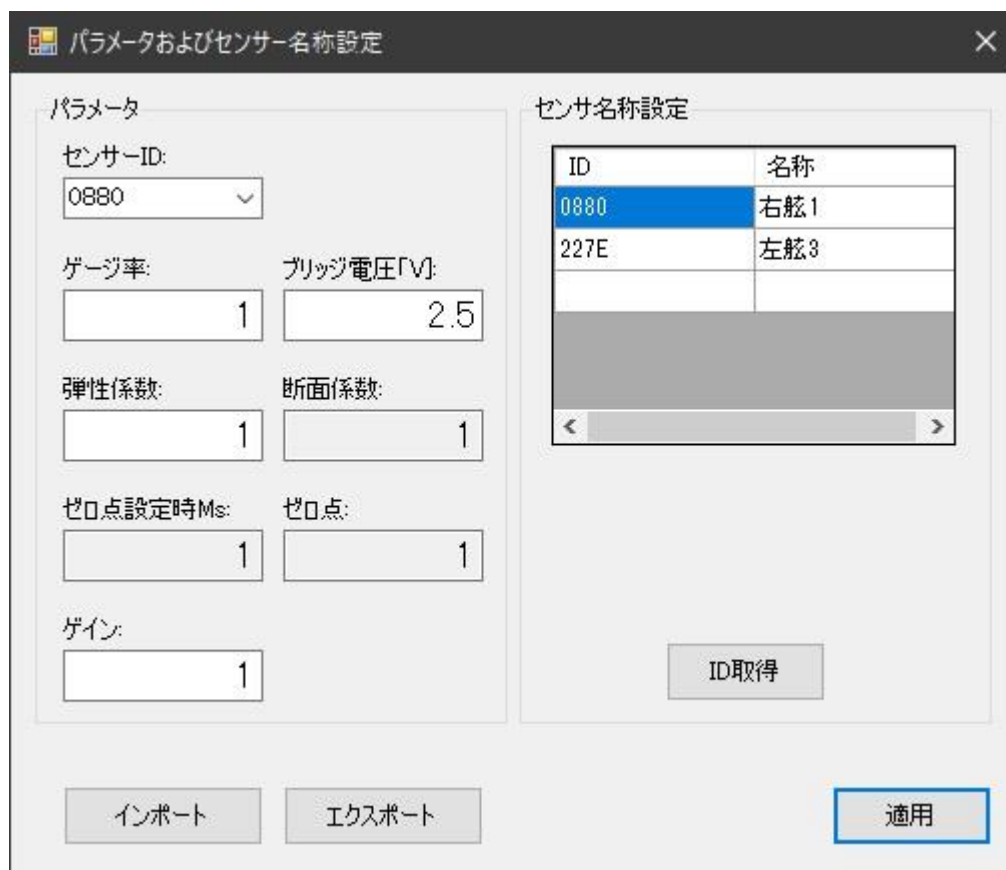 パラメータおよびセンサー名称設定
パラメータ
センサーID:
0880
ゲージ率:
ブリッジ電圧[V]:
1
2.5
弾性係数:
断面係数:
1
1
ゼロ点設定時Ms:
ゼロ点:
1
1
ゲイン:
1
センサ名称設定
ID 名称
0880 右舷1
227E 左舷3
ID取得
インポート
エクスポート
適用